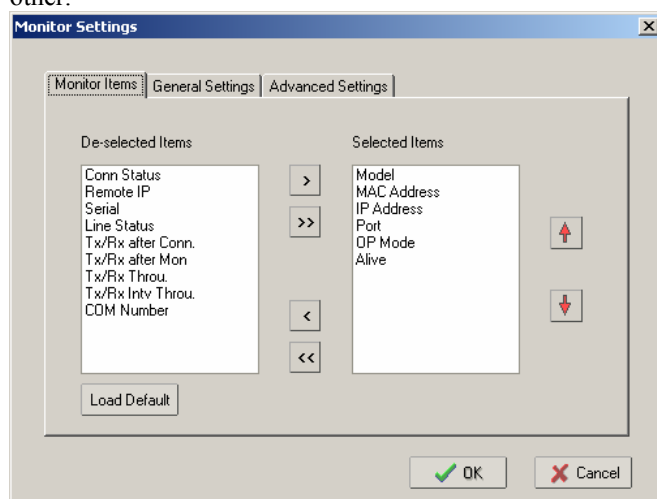 other.
Monitor Settings
Monitor Items General Settings Advanced Settings
De-selected Items
Conn Status
Remote IP
Serial
Line Status
Tx/Rx after Conn.
Tx/Rx after Mon
Tx/Rx Throu.
Tx/Rx Intv Throu.
COM Number
>
>>
<
<<
Selected Items
Model
MAC Address
IP Address
Port
OP Mode
Alive
Load Default
OK Cancel